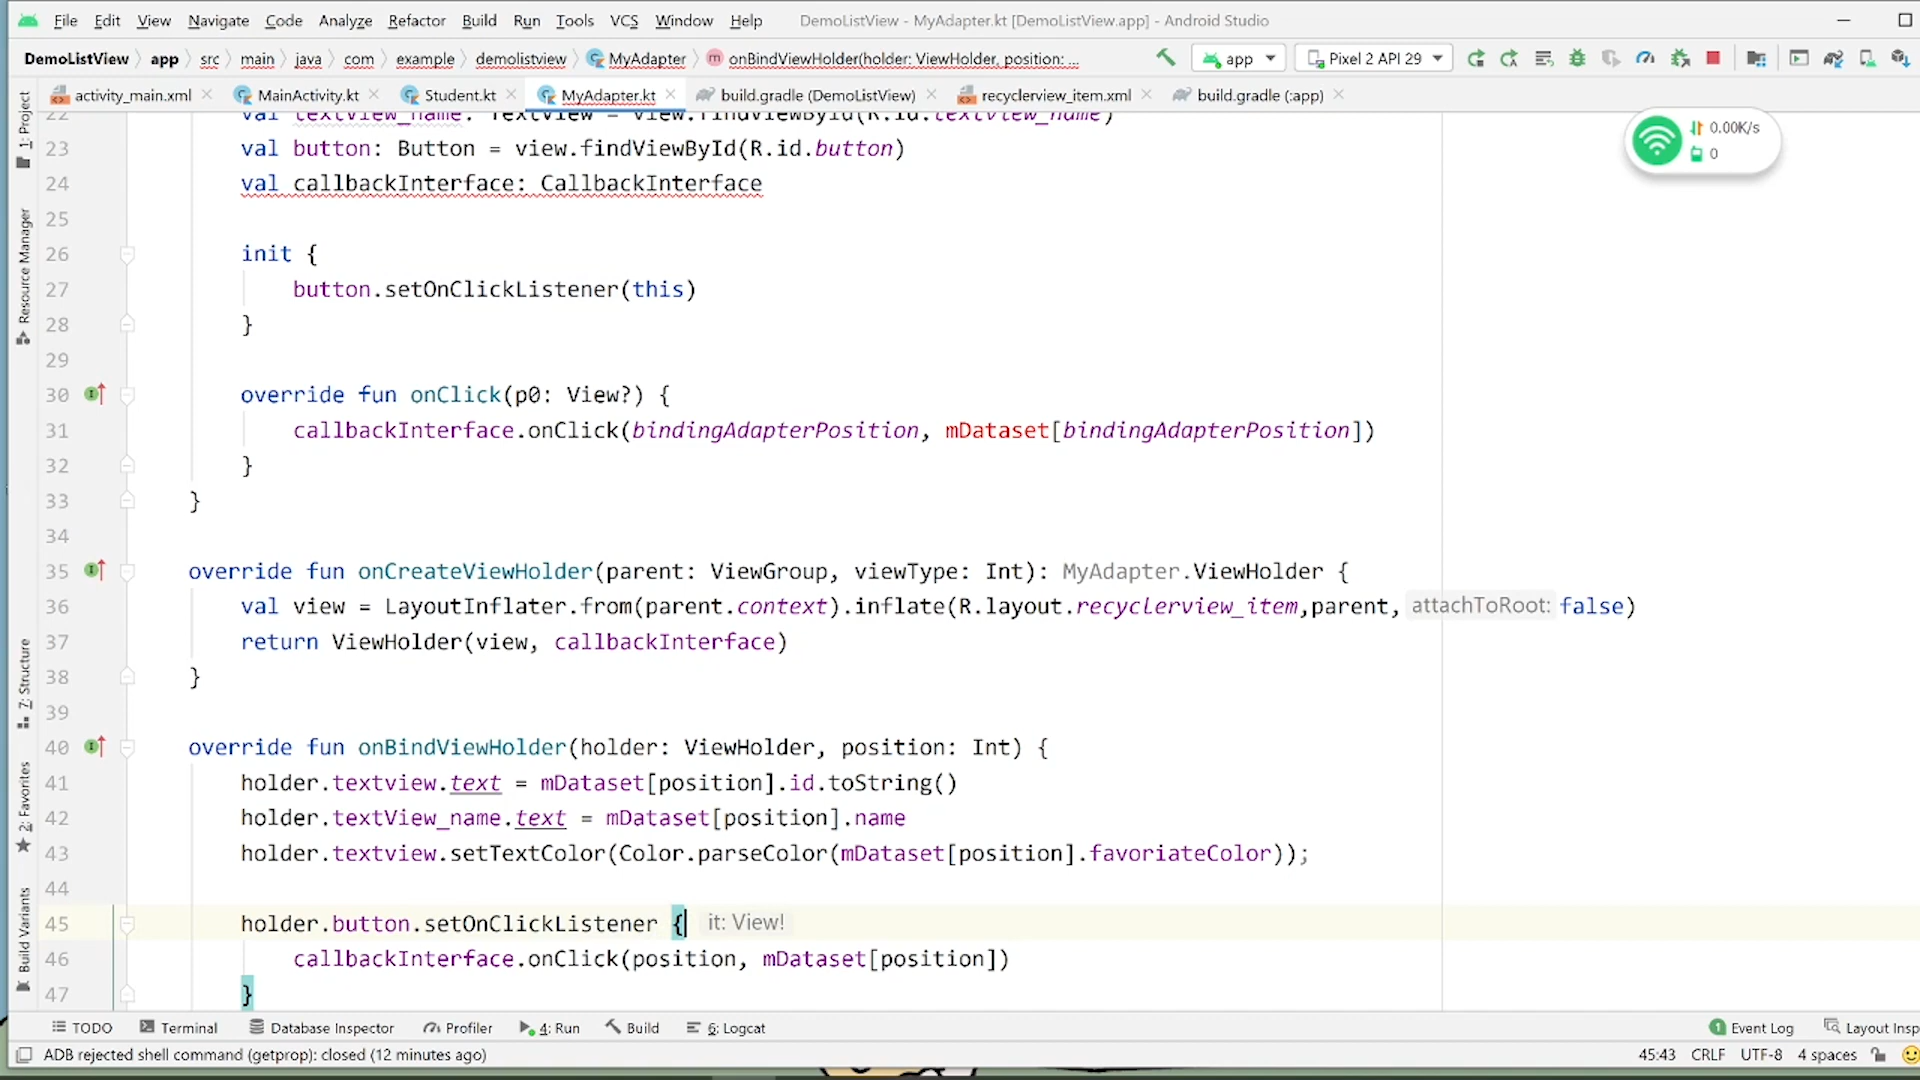 File Edit View Navigate Code Analyze Refactor Build Run Tools VCS Window Help DemoListView - MyAdapter.kt [DemoListView.app] - Android Studio
DemoListView app src main java com example demolistview MyAdapter onBindViewHolder(holder: ViewHolder, position: ... app Pixel 2 API 29
activity_main.xml MainActivity.kt Student.kt MyAdapter.kt build.gradle (DemoListView) recyclerview_item.xml build.gradle (:app)
1: Project
Resource Manager
7: Structure
2: Favorites
Build Variants
0.00K/s
0
22 val textView_name: TextView = view.findViewById(R.id.textview_name)
23 val button: Button = view.findViewById(R.id.button)
24 val callbackInterface: CallbackInterface
25
26 init {
27 button.setOnClickListener(this)
28 }
29
30 override fun onClick(p0: View?) {
31 callbackInterface.onClick(bindingAdapterPosition, mDataset[bindingAdapterPosition])
32 }
33 }
34
35 override fun onCreateViewHolder(parent: ViewGroup, viewType: Int): MyAdapter.ViewHolder {
36 val view = LayoutInflater.from(parent.context).inflate(R.layout.recyclerview_item,parent, attachToRoot: false)
37 return ViewHolder(view, callbackInterface)
38 }
39
40 override fun onBindViewHolder(holder: ViewHolder, position: Int) {
41 holder.textview.text = mDataset[position].id.toString()
42 holder.textView_name.text = mDataset[position].name
43 holder.textview.setTextColor(Color.parseColor(mDataset[position].favoriateColor));
44
45 holder.button.setOnClickListener { it: View!
46 callbackInterface.onClick(position, mDataset[position])
47 }
TODO Terminal Database Inspector Profiler 4: Run Build 6: Logcat 1 Event Log Layout Insp
ADB rejected shell command (getprop): closed (12 minutes ago) 45:43 CRLF UTF-8 4 spaces